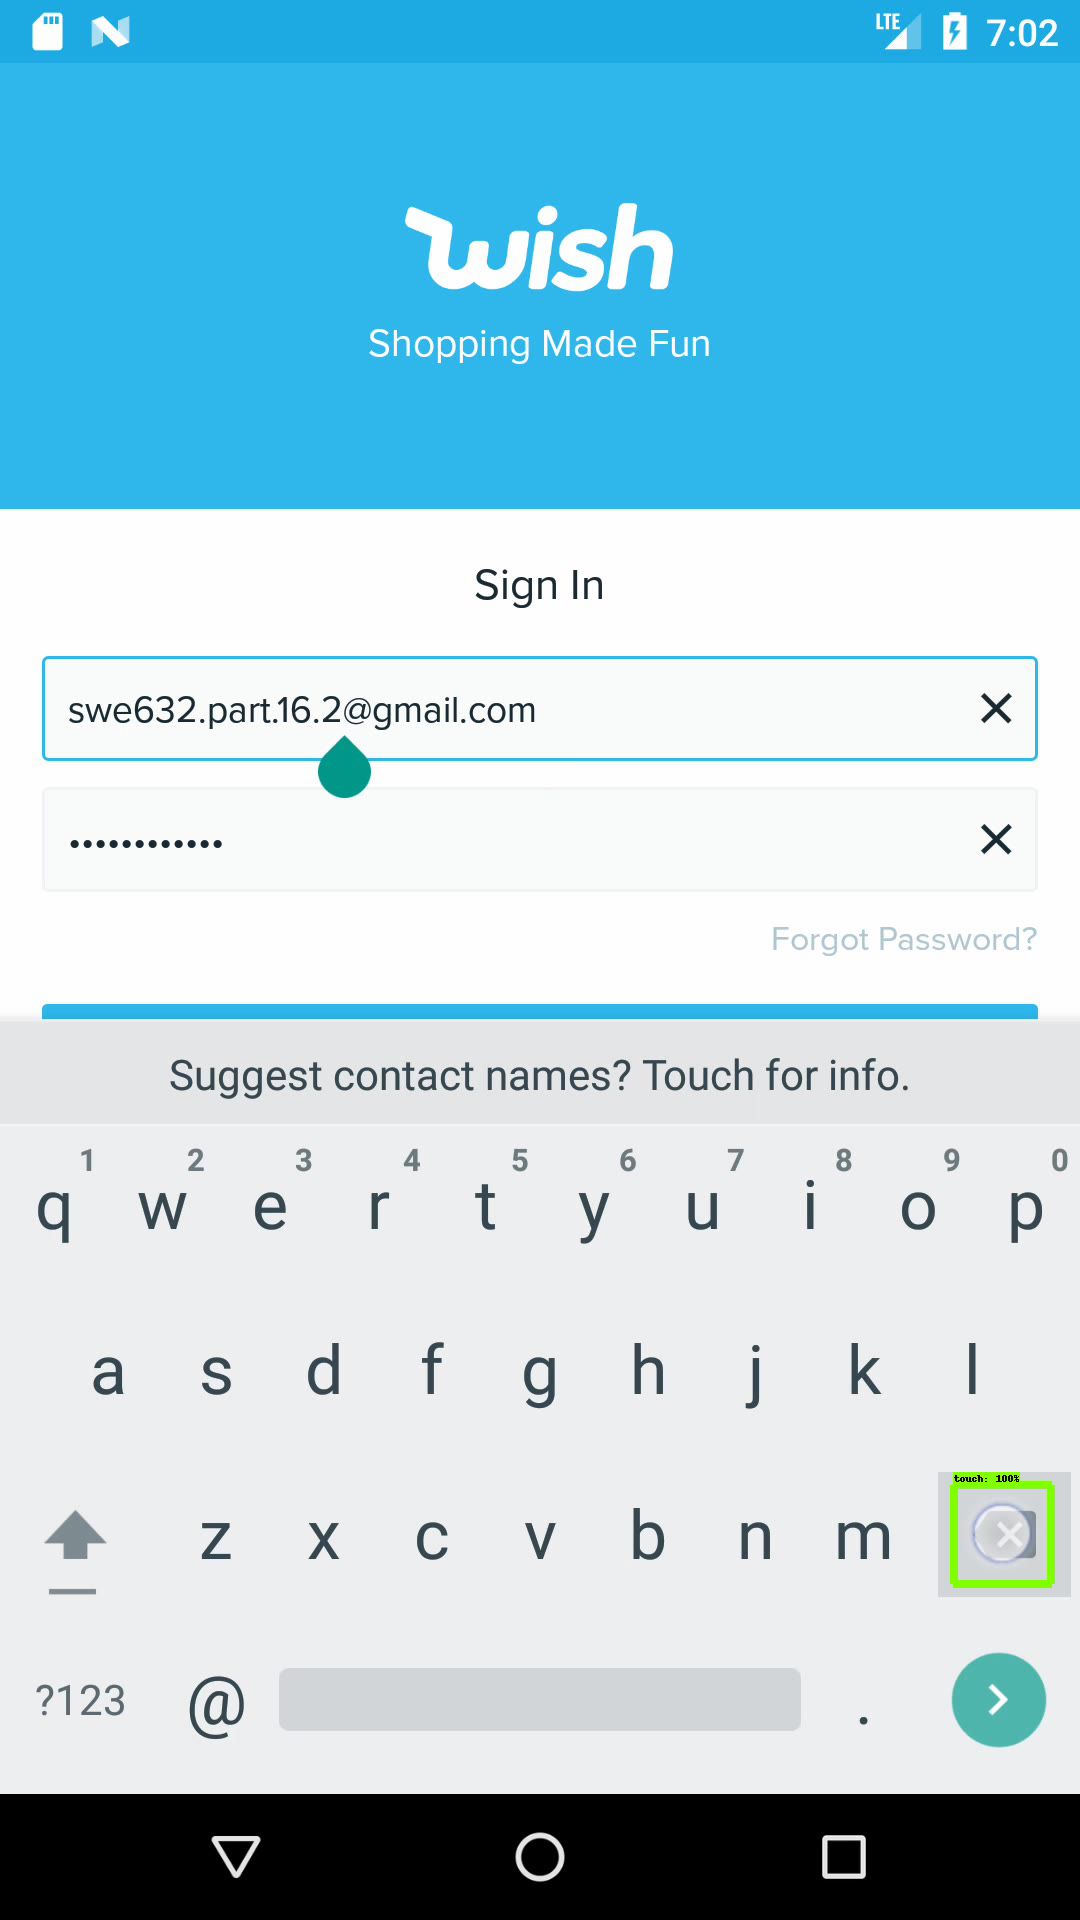 LTE 7:02
wish
Shopping Made Fun
Sign In
swe632.part.16.2@gmail.com
••••••••••••
Forgot Password?
Suggest contact names? Touch for info.
1 2 3 4 5 6 7 8 9 0
q w e r t y u i o p
a s d f g h j k l
touch: 100%
z x c v b n m
?123 @ .